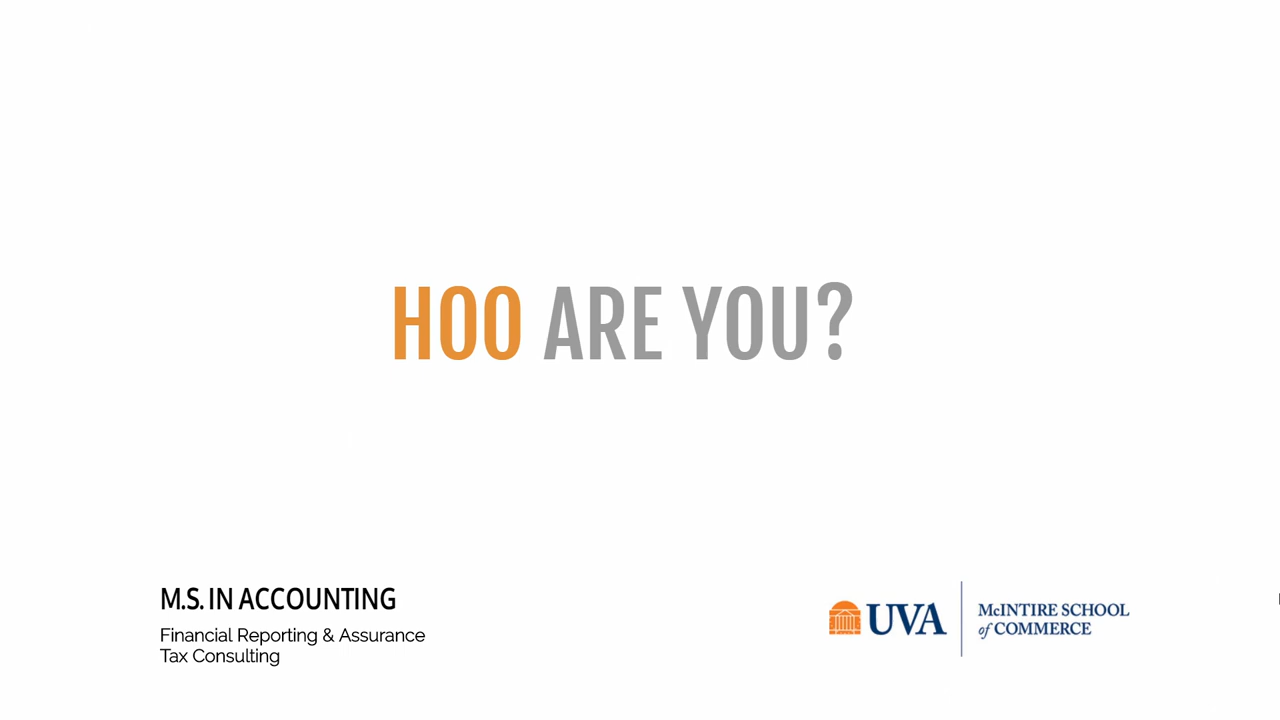 HOO ARE YOU?
M.S. IN ACCOUNTING
Financial Reporting & Assurance
Tax Consulting
UVA
McINTIRE SCHOOL
of COMMERCE